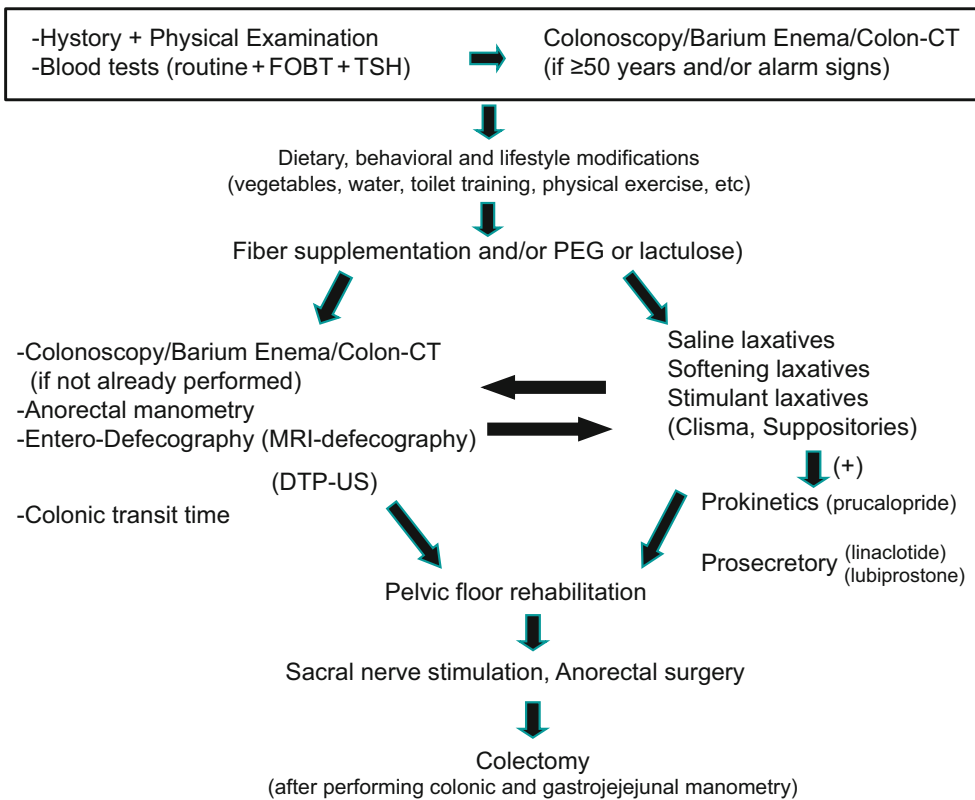 -Hystory + Physical Examination
-Blood tests (routine + FOBT + TSH)
Colonoscopy/Barium Enema/Colon-CT
(if ≥50 years and/or alarm signs)
Dietary, behavioral and lifestyle modifications
(vegetables, water, toilet training, physical exercise, etc)
Fiber supplementation and/or PEG or lactulose)
-Colonoscopy/Barium Enema/Colon-CT
(if not already performed)
-Anorectal manometry
-Entero-Defecography (MRI-defecography)
(DTP-US)
-Colonic transit time
Saline laxatives
Softening laxatives
Stimulant laxatives
(Clisma, Suppositories)
(+)
Prokinetics (prucalopride)
Prosecretory (linaclotide)
(lubiprostone)
Pelvic floor rehabilitation
Sacral nerve stimulation, Anorectal surgery
Colectomy
(after performing colonic and gastrojejejunal manometry)